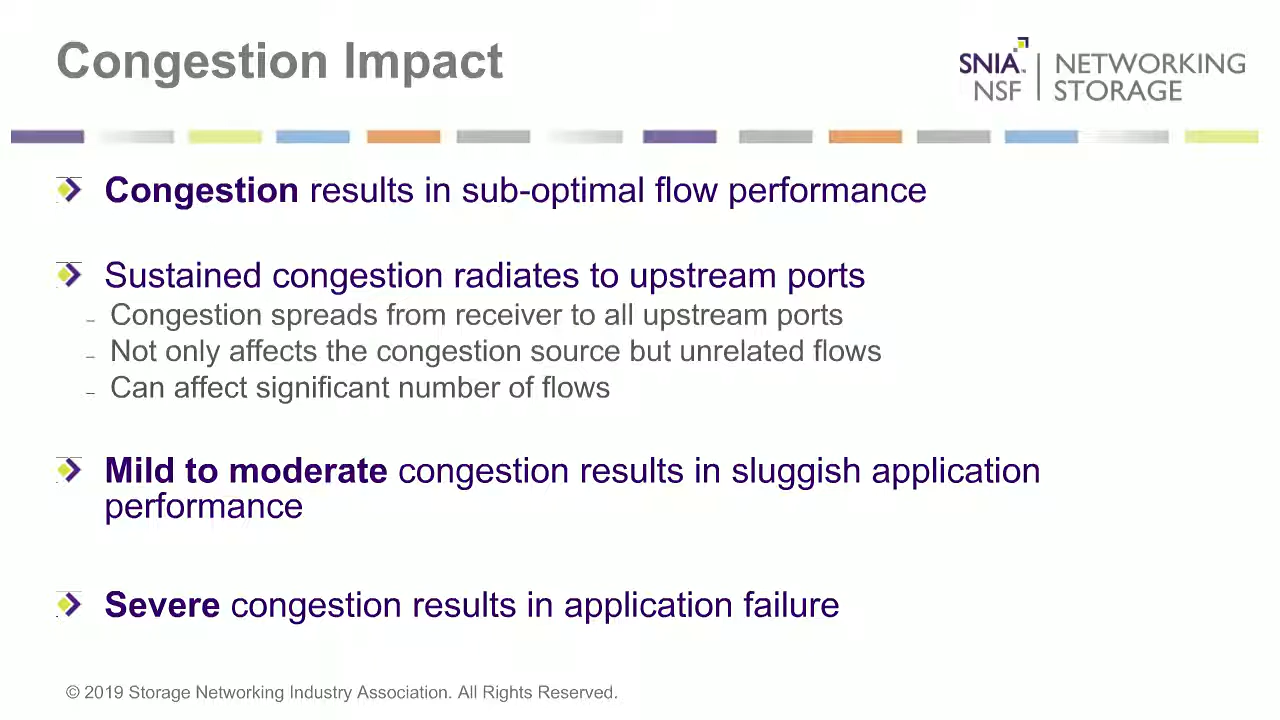 Congestion Impact
SNIA NETWORKING
NSF STORAGE
Congestion results in sub-optimal flow performance
Sustained congestion radiates to upstream ports
– Congestion spreads from receiver to all upstream ports
– Not only affects the congestion source but unrelated flows
– Can affect significant number of flows
Mild to moderate congestion results in sluggish application
performance
Severe congestion results in application failure
© 2019 Storage Networking Industry Association. All Rights Reserved.